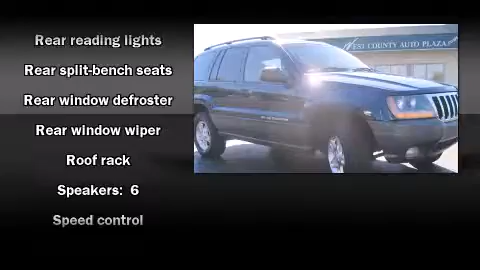 Rear reading lights
Rear split-bench seats
Rear window defroster
Rear window wiper
Roof rack
Speakers: 6
Speed control
WEST COUNTY AUTO PLAZA